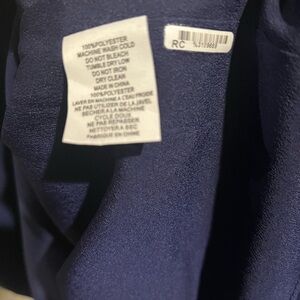 100%POLYESTER
MACHINE WASH COLD
DO NOT BLEACH
TUMBLE DRY LOW
DO NOT IRON
DRY CLEAR
MADE IN CHINA
100%POLYESTER
LAVER EN MACHINE A L'EAU FROIDE
NE PAS UTILIZER DE LA JAVEL
SECHER A LA MACHINE
CYCLE DOUX
NE PAS REPASSER
NETTOYER A SEC
FABRIQUE EN CHINE
RC